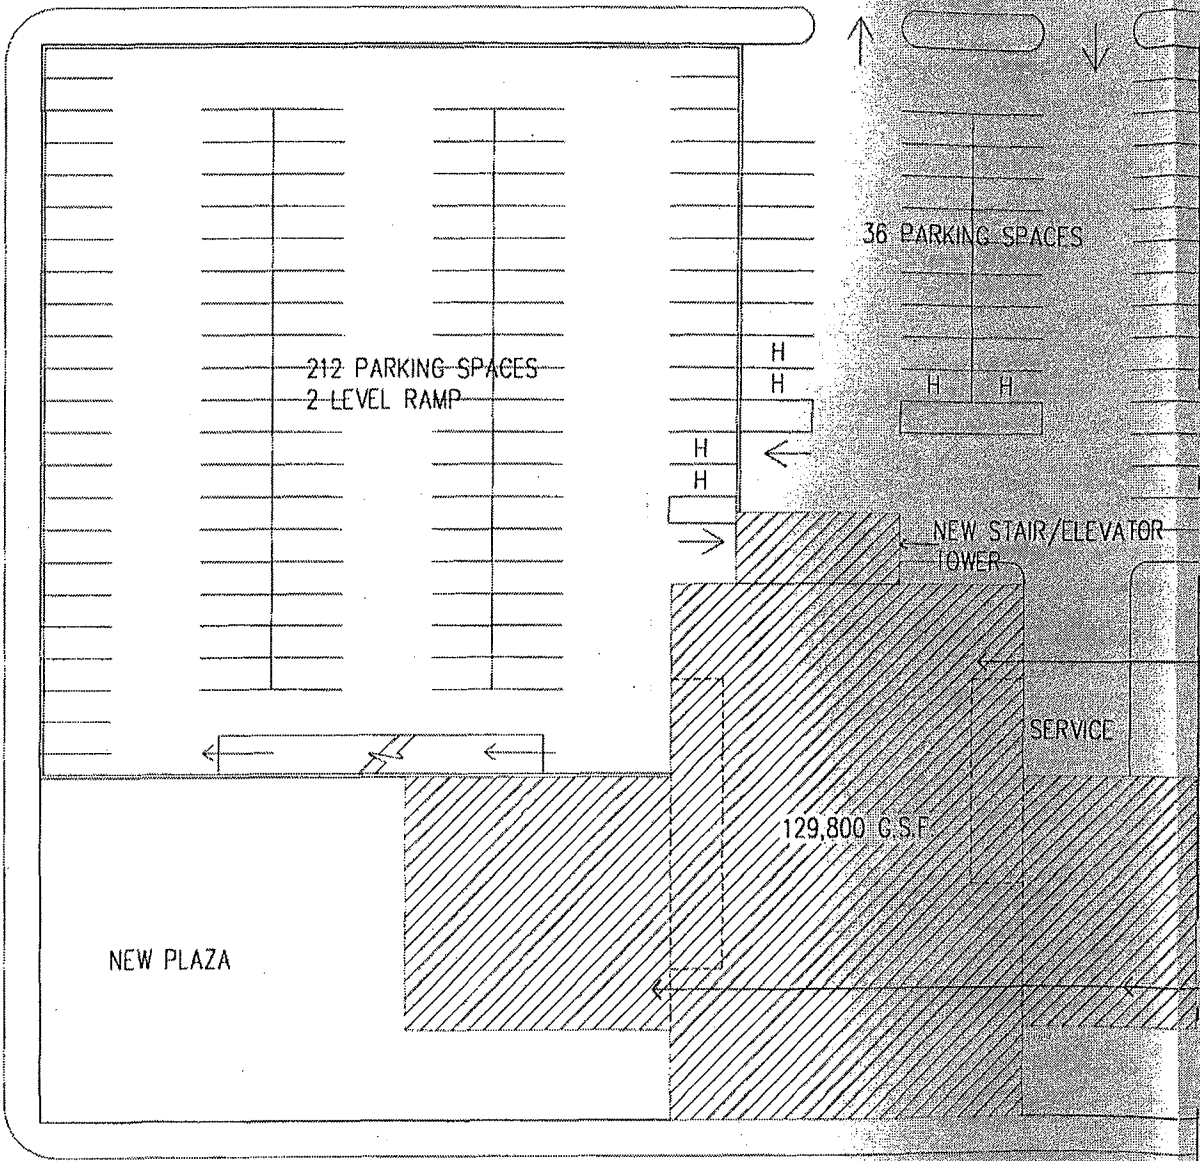 36 PARKING SPACES
212 PARKING SPACES
2 LEVEL RAMP
H
H
H H
H
H
NEW STAIR/ELEVATOR
TOWER
SERVICE
129,800 G.S.F.
NEW PLAZA